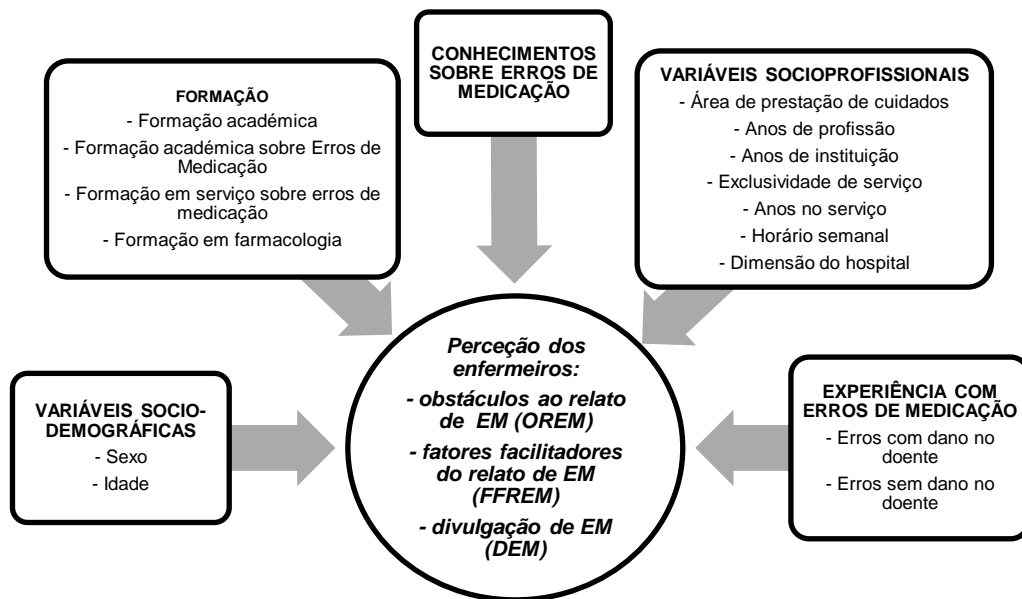 CONHECIMENTOS
SOBRE ERROS DE
MEDICAÇÃO
FORMAÇÃO
- Formação académica
- Formação académica sobre Erros de
Medicação
- Formação em serviço sobre erros de
medicação
- Formação em farmacologia
VARIÁVEIS SOCIOPROFISSIONAIS
- Área de prestação de cuidados
- Anos de profissão
- Anos de instituição
- Exclusividade de serviço
- Anos no serviço
- Horário semanal
- Dimensão do hospital
VARIÁVEIS SOCIO-
DEMOGRÁFICAS
- Sexo
- Idade
Perceção dos
enfermeiros:
- obstáculos ao relato
de EM (OREM)
- fatores facilitadores
do relato de EM
(FFREM)
- divulgação de EM
(DEM)
EXPERIÊNCIA COM
ERROS DE MEDICAÇÃO
- Erros com dano no
doente
- Erros sem dano no
doente